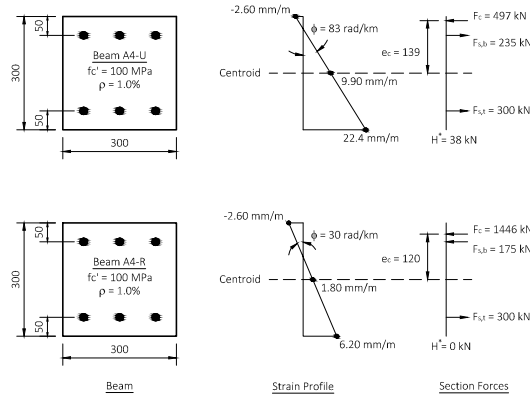 -2.60 mm/m
ϕ = 83 rad/km
Fc = 497 kN
Fs,b = 235 kN
50
300
Beam A4-U
fc' = 100 MPa
ρ = 1.0%
ec = 139
Centroid
9.90 mm/m
50
Fs,t = 300 kN
22.4 mm/m
H* = 38 kN
300
-2.60 mm/m
ϕ = 30 rad/km
Fc = 1446 kN
Fs,b = 175 kN
50
300
Beam A4-R
fc' = 100 MPa
ρ = 1.0%
ec = 120
Centroid
1.80 mm/m
50
Fs,t = 300 kN
6.20 mm/m
H* = 0 kN
300
Beam
Strain Profile
Section Forces